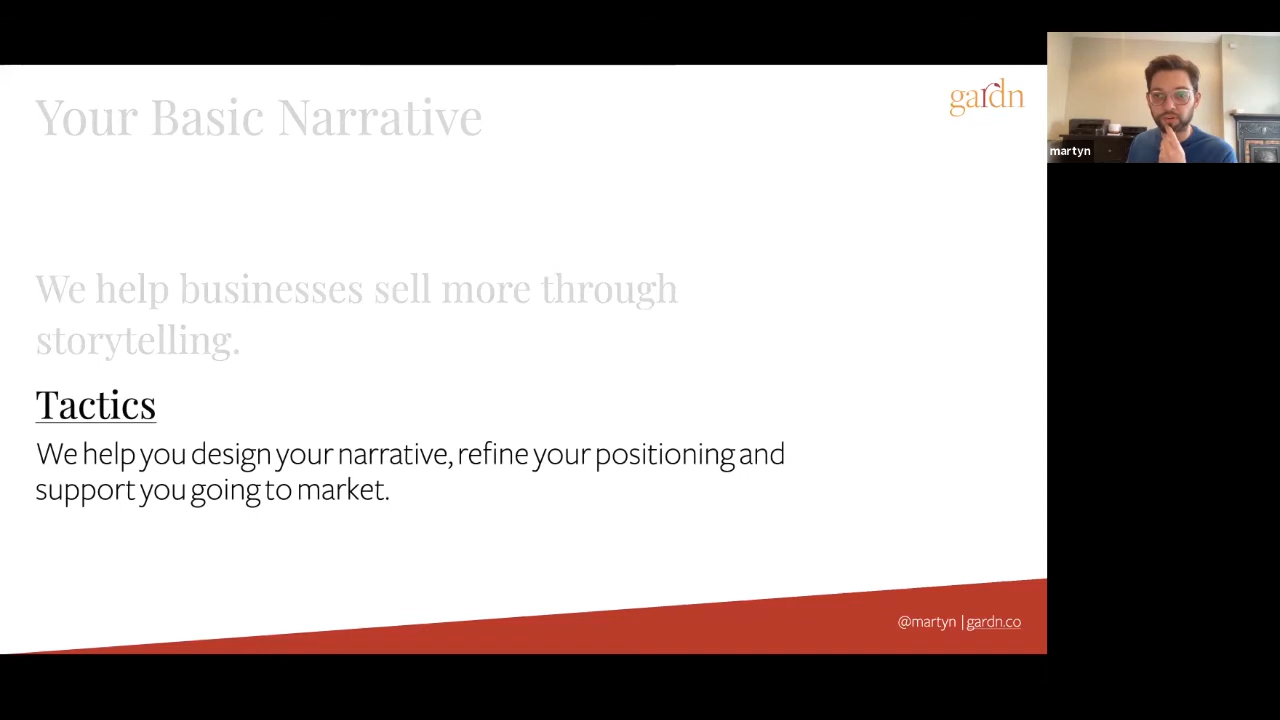 Your Basic Narrative
gardn
martyn
We help businesses sell more through
storytelling.
Tactics
We help you design your narrative, refine your positioning and
support you going to market.
@martyn | gardn.co